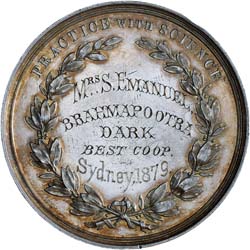 PRACTICE WITH SCIENCE
MRS S. EMANUEL,
BRAHMAPOOTRA
DARK
BEST COOP.
Sydney, 1879